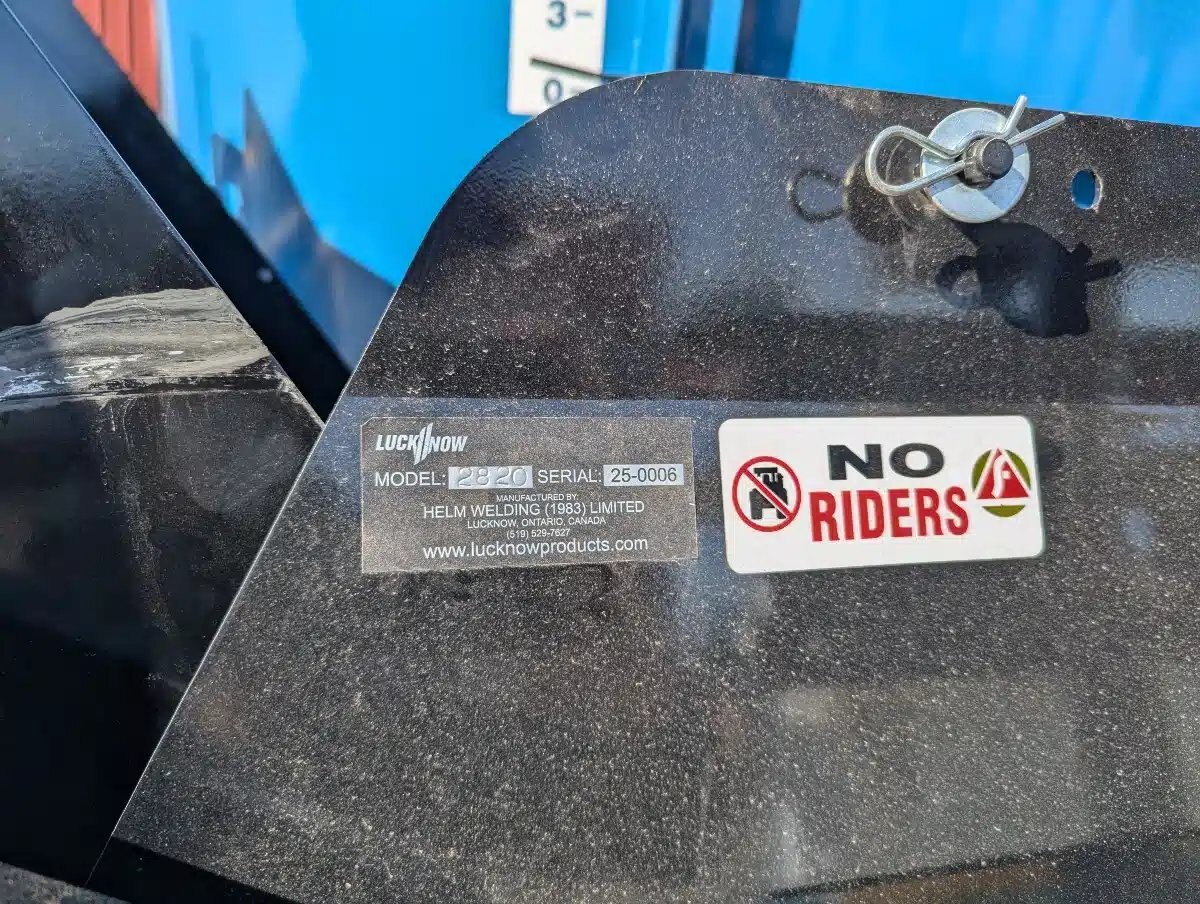 3-
0-
LUCKNOW
MODEL: 2820 SERIAL: 25-0006
MANUFACTURED BY:
HELM WELDING (1983) LIMITED
LUCKNOW, ONTARIO, CANADA
(519) 529-7627
www.lucknowproducts.com
NO
RIDERS